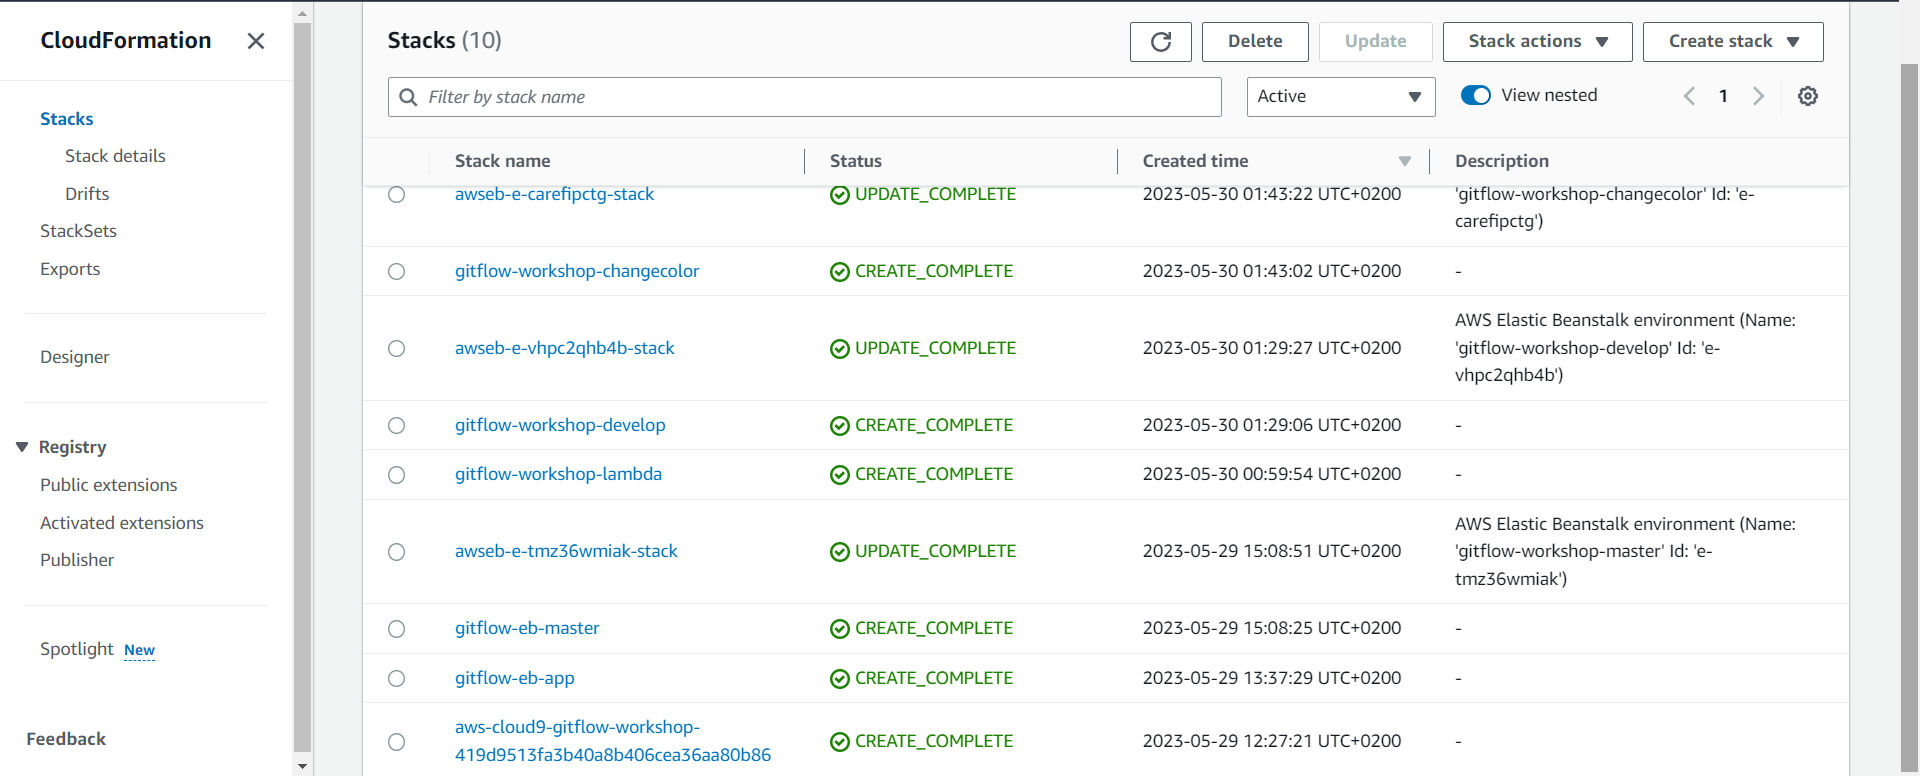 CloudFormation
Stacks
Stack details
Drifts
StackSets
Exports
Designer
Registry
Public extensions
Activated extensions
Publisher
Spotlight New
Feedback
Stacks (10)
Delete
Update
Stack actions
Create stack
Filter by stack name
Active
View nested
1
Stack name Status Created time Description
awseb-e-carefipctg-stack UPDATE_COMPLETE 2023-05-30 01:43:22 UTC+0200 'gitflow-workshop-changecolor' Id: 'e-
carefipctg')
gitflow-workshop-changecolor CREATE_COMPLETE 2023-05-30 01:43:02 UTC+0200 -
AWS Elastic Beanstalk environment (Name:
awseb-e-vhpc2qhb4b-stack UPDATE_COMPLETE 2023-05-30 01:29:27 UTC+0200 'gitflow-workshop-develop' Id: 'e-
vhpc2qhb4b')
gitflow-workshop-develop CREATE_COMPLETE 2023-05-30 01:29:06 UTC+0200 -
gitflow-workshop-lambda CREATE_COMPLETE 2023-05-30 00:59:54 UTC+0200 -
AWS Elastic Beanstalk environment (Name:
awseb-e-tmz36wmiak-stack UPDATE_COMPLETE 2023-05-29 15:08:51 UTC+0200 'gitflow-workshop-master' Id: 'e-
tmz36wmiak')
gitflow-eb-master CREATE_COMPLETE 2023-05-29 15:08:25 UTC+0200 -
gitflow-eb-app CREATE_COMPLETE 2023-05-29 13:37:29 UTC+0200 -
aws-cloud9-gitflow-workshop-
419d9513fa3b40a8b406cea36aa80b86 CREATE_COMPLETE 2023-05-29 12:27:21 UTC+0200 -